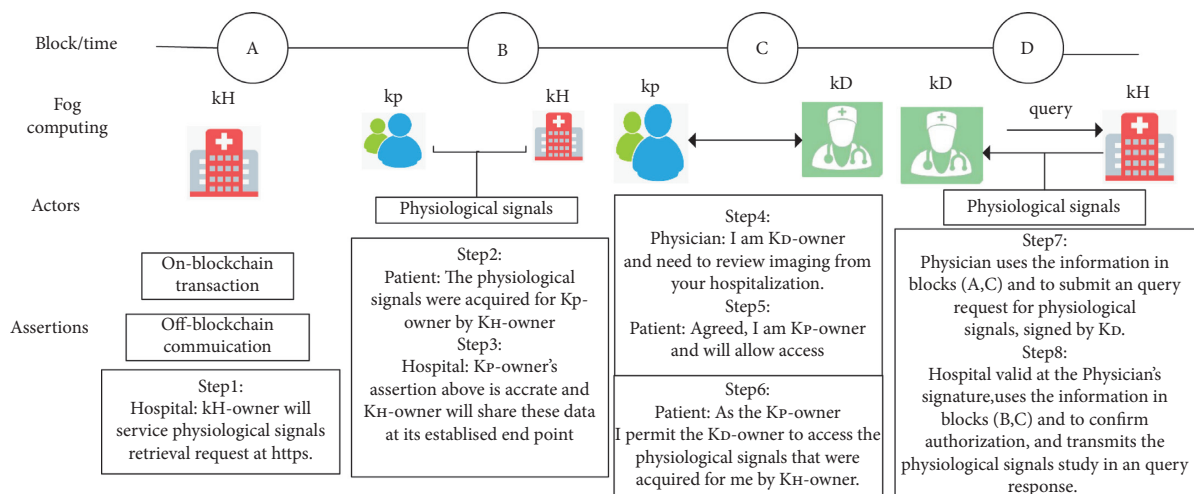 Block/time
A
B
C
D
Fog
computing
Actors
Assertions
kH
On-blockchain
transaction
Off-blockchain
commuication
Step1:
Hospital: kH-owner will
service physiological signals
retrieval request at https.
kp
kH
Physiological signals
Step2:
Patient: The physiological
signals were acquired for Kp-
owner by KH-owner
Step3:
Hospital: KP-owner’s
assertion above is accrate and
KH-owner will share these data
at its establised end point
kp
kD
Step4:
Physician: I am KD-owner
and need to review imaging from
your hospitalization.
Step5:
Patient: Agreed, I am KP-owner
and will allow access
Step6:
Patient: As the KP-owner
I permit the KD-owner to access the
physiological signals that were
acquired for me by KH-owner.
kD
query
kH
Physiological signals
Step7:
Physician uses the information in
blocks (A,C) and to submit an query
request for physiological
signals, signed by KD.
Step8:
Hospital valid at the Physician’s
signature,uses the information in
blocks (B,C) and to confirm
authorization, and transmits the
physiological signals study in an query
response.